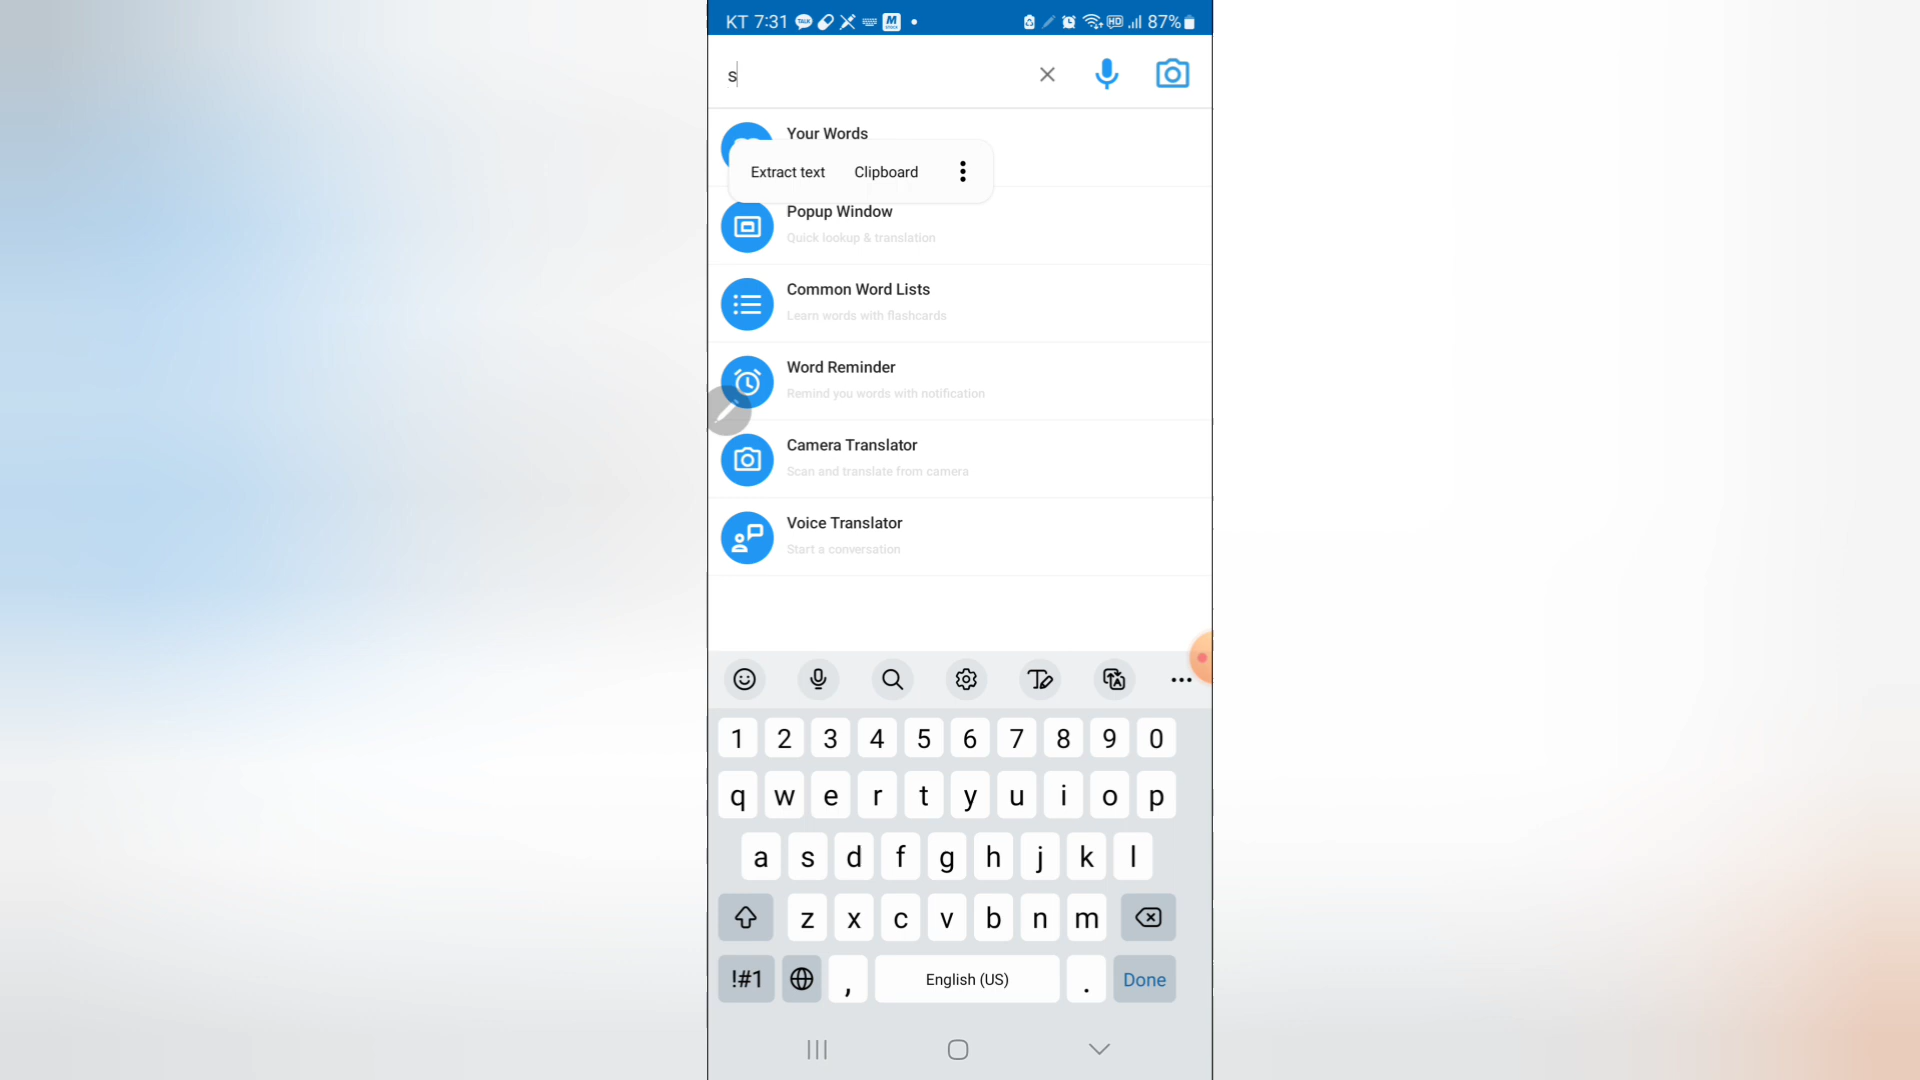 KT 7:31 TALK M HD 87%
s
Your Words
Extract text Clipboard
Popup Window
Quick lookup & translation
Common Word Lists
Learn words with flashcards
Word Reminder
Remind you words with notification
Camera Translator
Scan and translate from camera
Voice Translator
Start a conversation
1 2 3 4 5 6 7 8 9 0
q w e r t y u i o p
a s d f g h j k l
z x c v b n m
!#1 , English (US) . Done